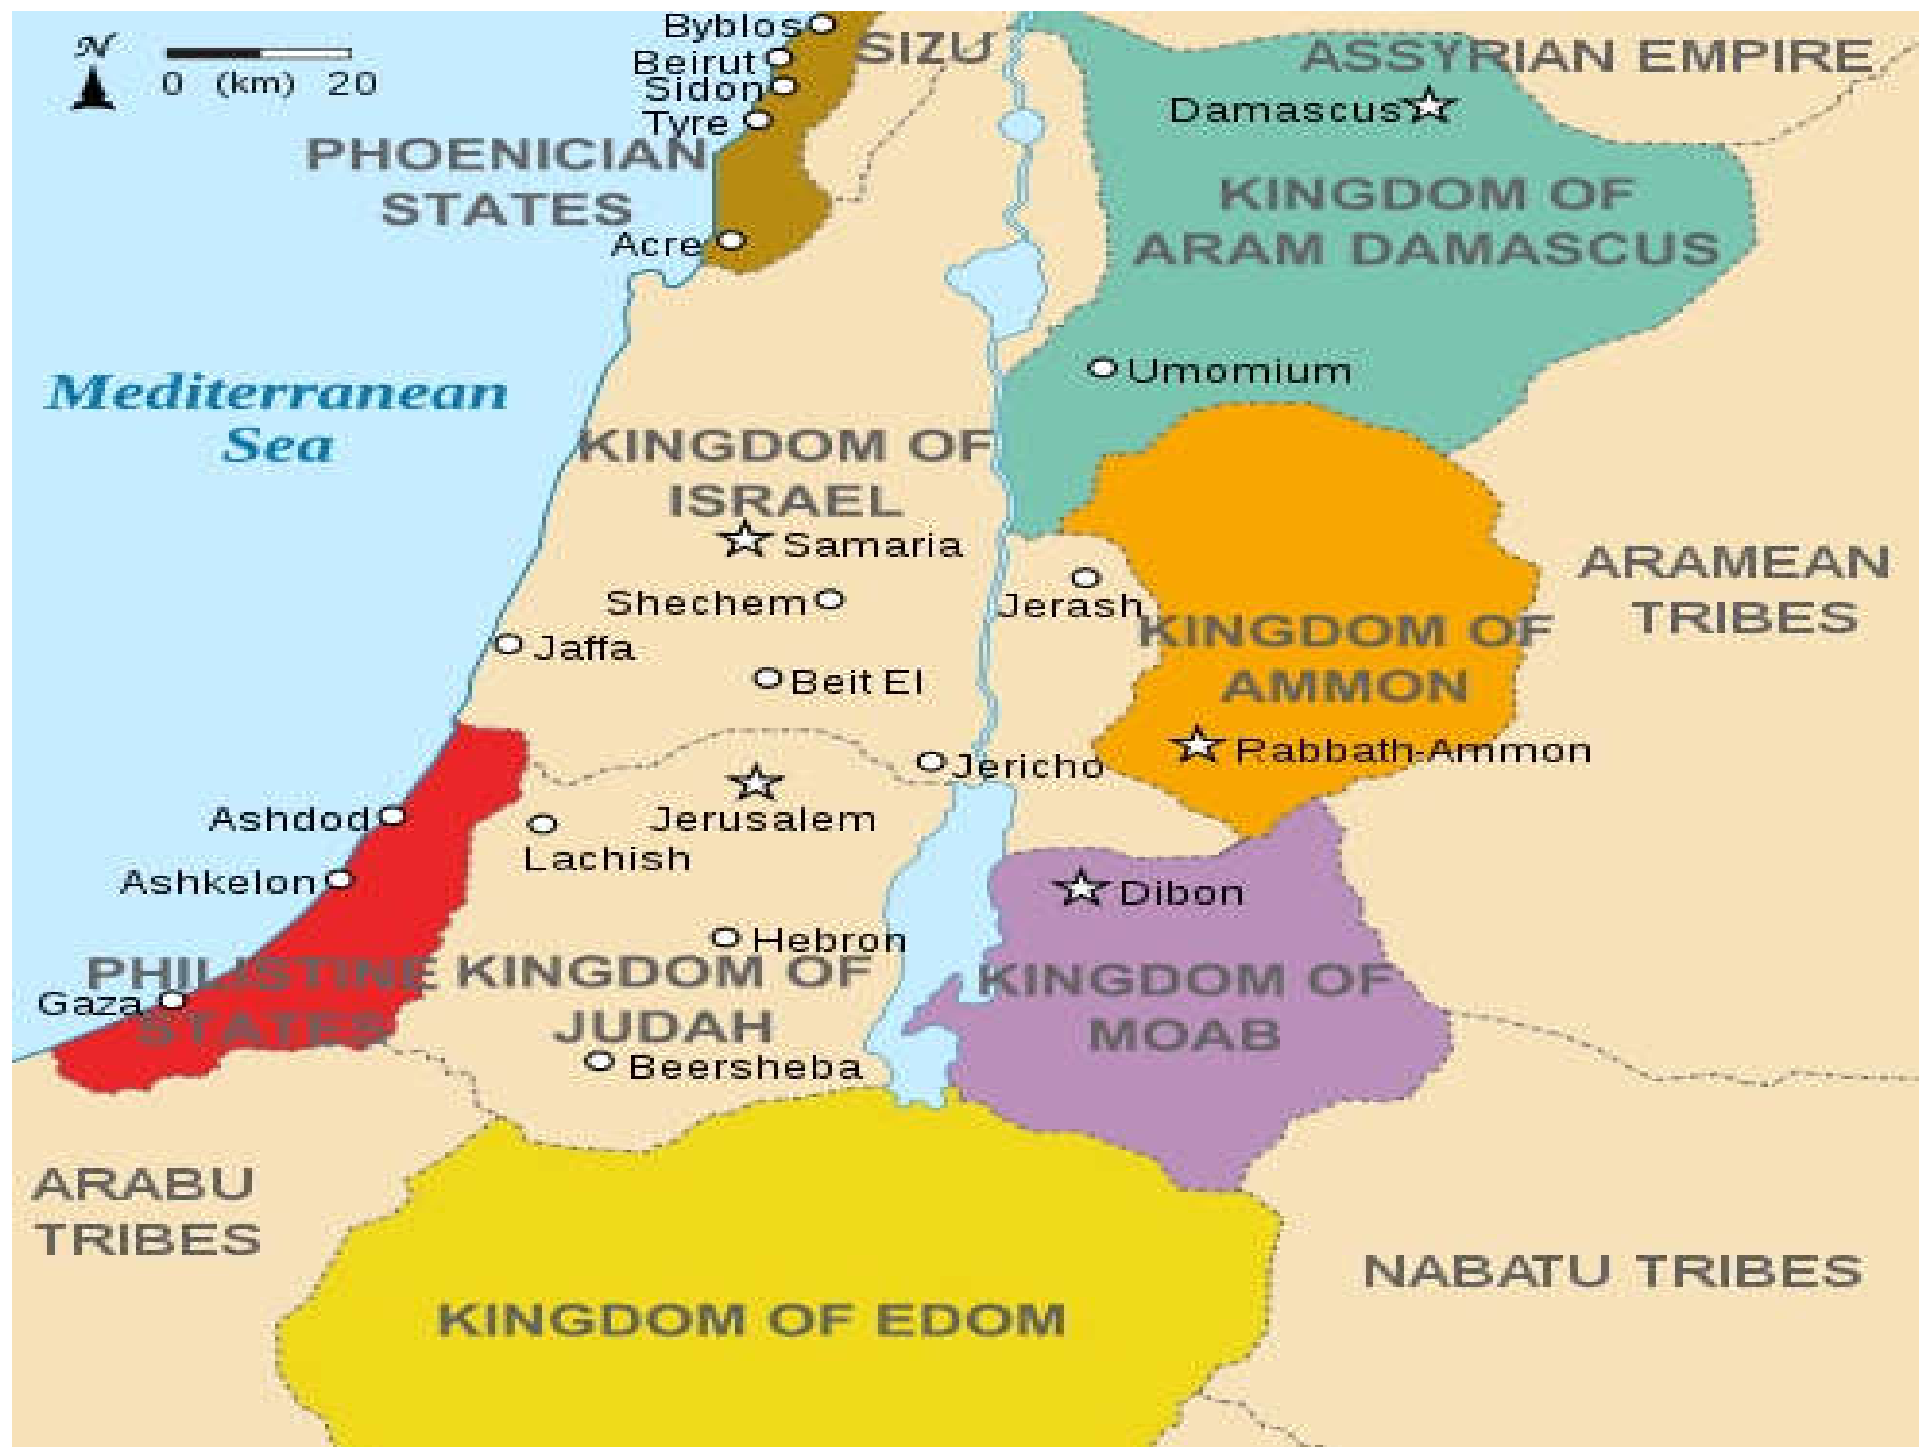 N
0 (km) 20
Byblos
Beirut
Sidon
Tyre
SIZU
ASSYRIAN EMPIRE
Damascus
PHOENICIAN
STATES
Acre
KINGDOM OF
ARAM DAMASCUS
Mediterranean
Sea
Umomium
KINGDOM OF
ISRAEL
Samaria
Shechem
Jerash
Jaffa
Beit El
KINGDOM OF
AMMON
ARAMEAN
TRIBES
Rabbath-Ammon
Jericho
Jerusalem
Ashdod
Lachish
Ashkelon
Dibon
Hebron
PHILISTINE
STATES
Gaza
KINGDOM OF
JUDAH
KINGDOM OF
MOAB
Beersheba
ARABU
TRIBES
NABATU TRIBES
KINGDOM OF EDOM